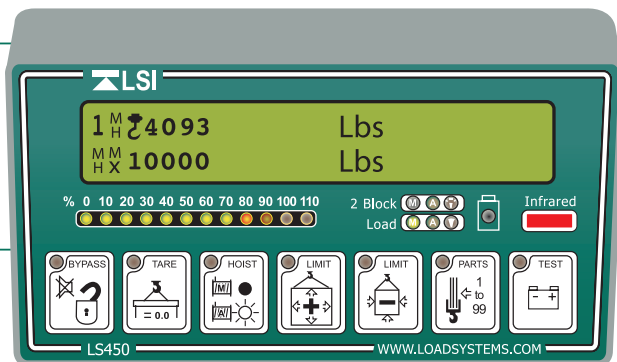 LSI
1 M H 4093 Lbs
M H M X 10000 Lbs
% 0 10 20 30 40 50 60 70 80 90 100 110
2 Block M A
Infrared
Load M A
BYPASS
TARE
= 0.0
HOIST
M
A
LIMIT
+
LIMIT
-
PARTS
1
to
99
TEST
- +
LS450
WWW.LOADSYSTEMS.COM